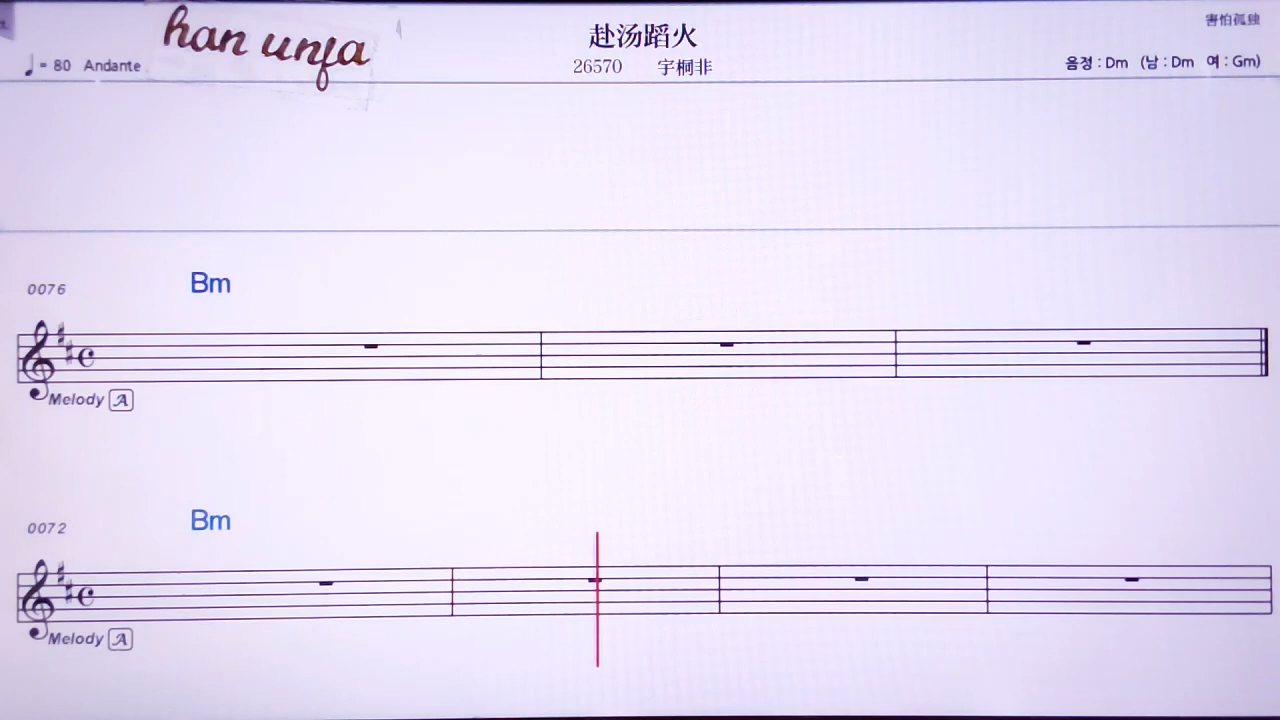 han unfa
赴汤蹈火
害怕孤独
♩ = 80 Andante
26570 宇桐非
음정 : Dm (남 : Dm 여 : Gm)
0076 Bm
Melody A
0072 Bm
Melody A